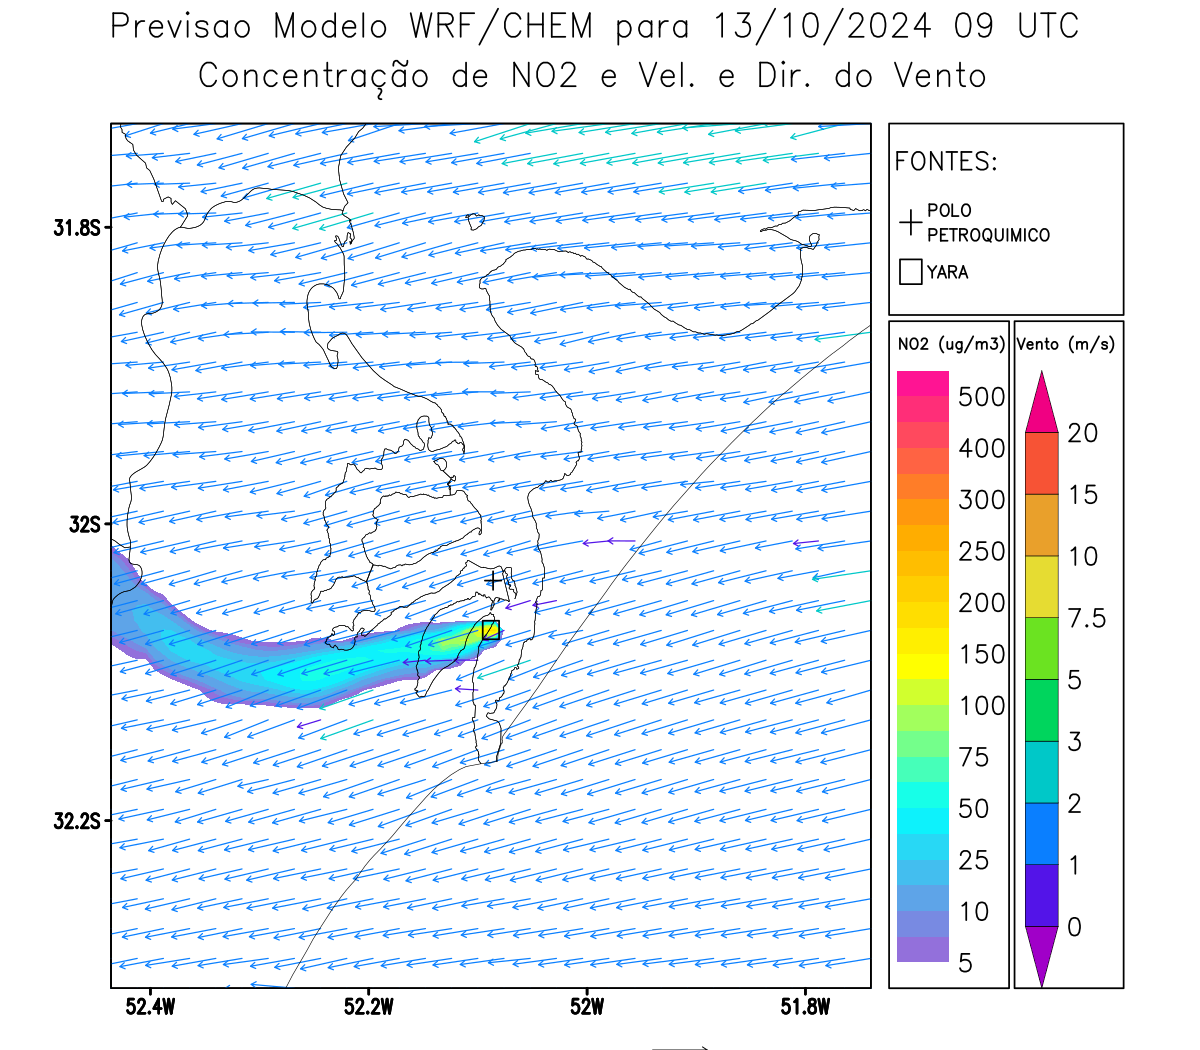 Previsao Modelo WRF/CHEM para 13/10/2024 09 UTC
Concentração de NO2 e Vel. e Dir. do Vento
FONTES:
POLO
PETROQUIMICO
YARA
NO2 (ug/m3)
500
400
300
250
200
150
100
75
50
25
10
5
Vento (m/s)
20
15
10
7.5
5
3
2
1
0
31.8S
32S
32.2S
52.4W
52.2W
52W
51.8W